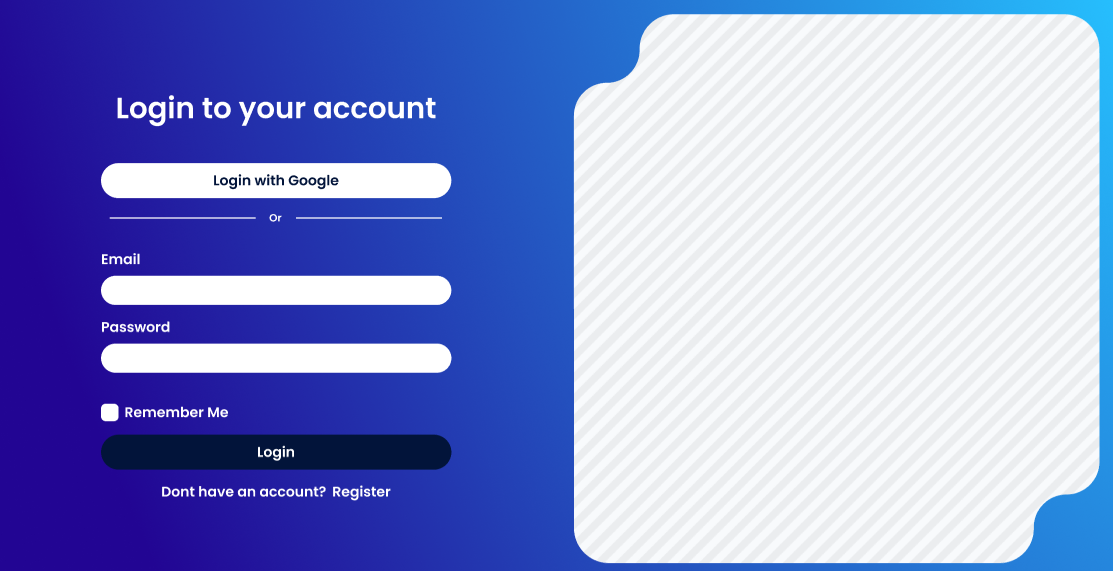 Login to your account
Login with Google
Or
Email
Password
Remember Me
Login
Dont have an account? Register